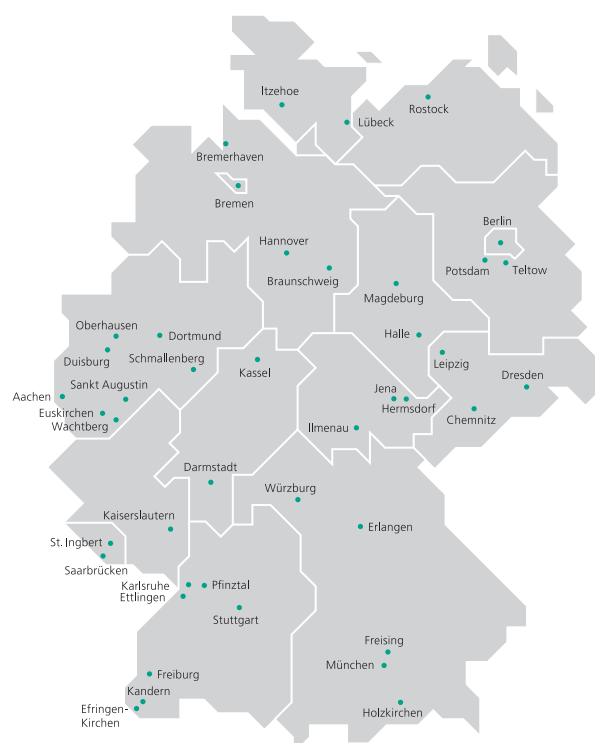 Itzehoe
Rostock
Lübeck
Bremerhaven
Bremen
Berlin
Hannover
Potsdam
Teltow
Braunschweig
Magdeburg
Oberhausen
Dortmund
Halle
Duisburg
Schmallenberg
Kassel
Leipzig
Dresden
Sankt Augustin
Jena
Aachen
Hermsdorf
Euskirchen
Chemnitz
Wachtberg
Ilmenau
Darmstadt
Würzburg
Kaiserslautern
Erlangen
St. Ingbert
Saarbrücken
Karlsruhe
Pfinztal
Ettlingen
Stuttgart
Freising
München
Freiburg
Kandern
Efringen-
Kirchen
Holzkirchen